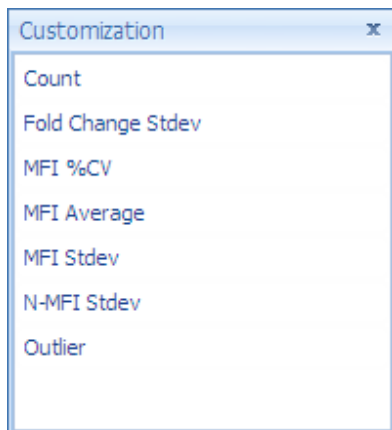 Customization
Count
Fold Change Stdev
MFI %CV
MFI Average
MFI Stdev
N-MFI Stdev
Outlier